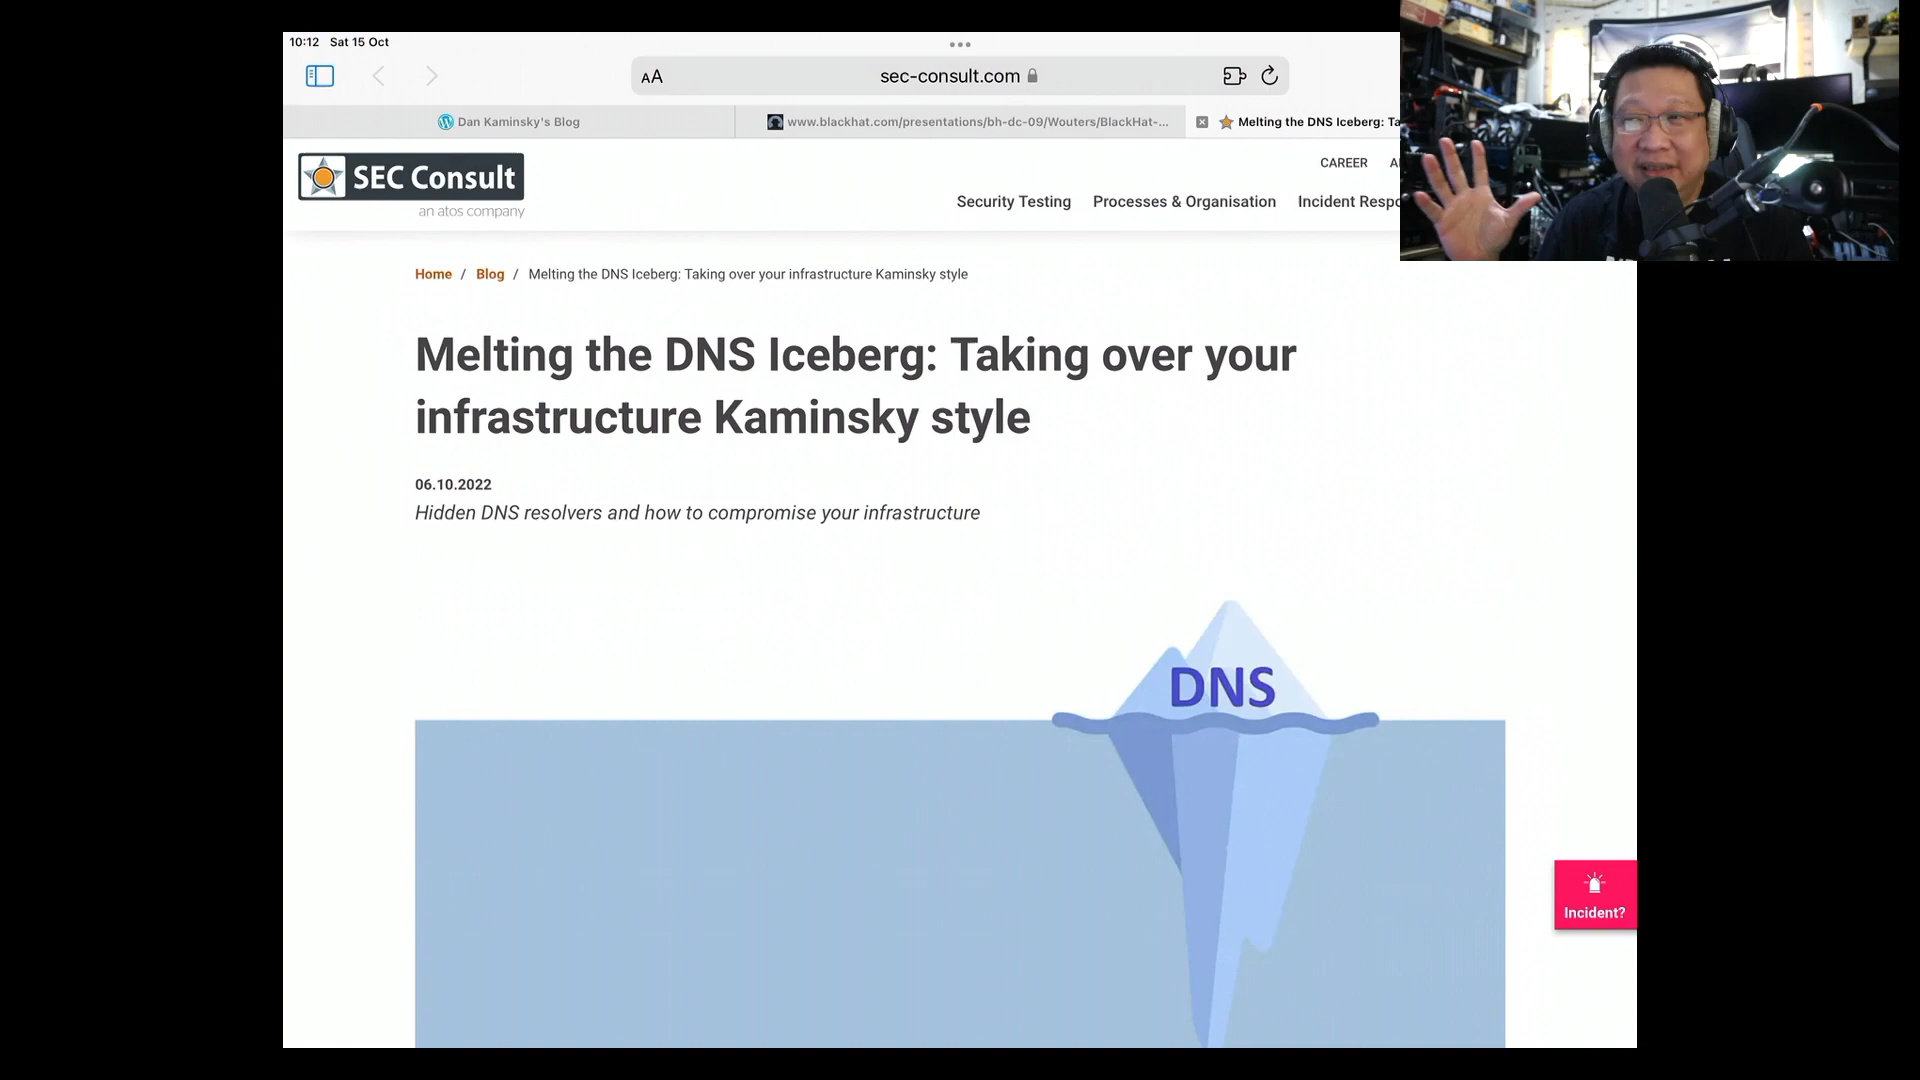 10:12 Sat 15 Oct
AA
sec-consult.com
Dan Kaminsky's Blog
www.blackhat.com/presentations/bh-dc-09/Wouters/BlackHat-...
Melting the DNS Iceberg: Ta
SEC Consult
an atos company
CAREER
Security Testing
Processes & Organisation
Incident Respo
Home / Blog / Melting the DNS Iceberg: Taking over your infrastructure Kaminsky style
Melting the DNS Iceberg: Taking over your
infrastructure Kaminsky style
06.10.2022
Hidden DNS resolvers and how to compromise your infrastructure
DNS
Incident?